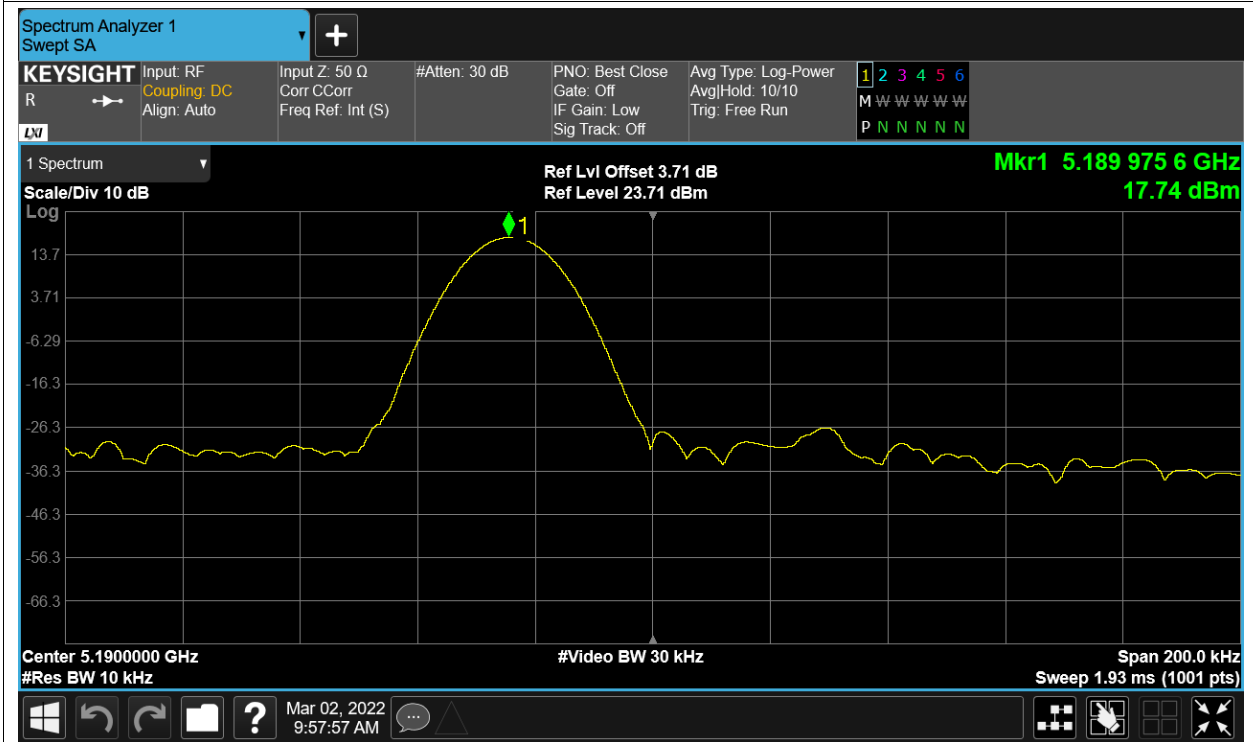 Spectrum Analyzer 1
Swept SA
+
KEYSIGHT
R
LXI
Input: RF
Coupling: DC
Align: Auto
Input Z: 50 Ω
Corr CCorr
Freq Ref: Int (S)
#Atten: 30 dB
PNO: Best Close
Gate: Off
IF Gain: Low
Sig Track: Off
Avg Type: Log-Power
Avg|Hold: 10/10
Trig: Free Run
1 2 3 4 5 6
M W W W W W
P N N N N N
1 Spectrum
Scale/Div 10 dB
Log
Ref Lvl Offset 3.71 dB
Ref Level 23.71 dBm
Mkr1 5.189 975 6 GHz
17.74 dBm
1
13.7
3.71
-6.29
-16.3
-26.3
-36.3
-46.3
-56.3
-66.3
Center 5.1900000 GHz
#Res BW 10 kHz
#Video BW 30 kHz
Span 200.0 kHz
Sweep 1.93 ms (1001 pts)
?
Mar 02, 2022
9:57:57 AM